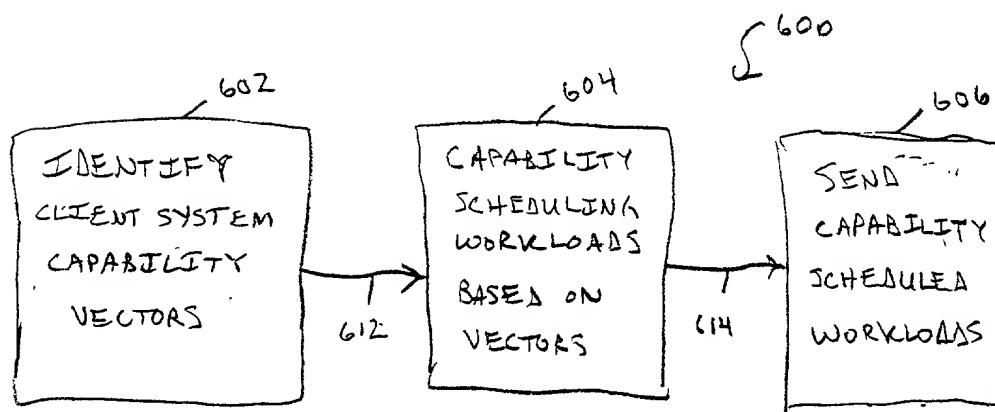 600
602
604
606
IDENTIFY
CLIENT SYSTEM
CAPABILITY
VECTORS
612
CAPABILITY
SCHEDULING
WORKLOADS
BASED ON
VECTORS
614
SEND
CAPABILITY
SCHEDULED
WORKLOADS